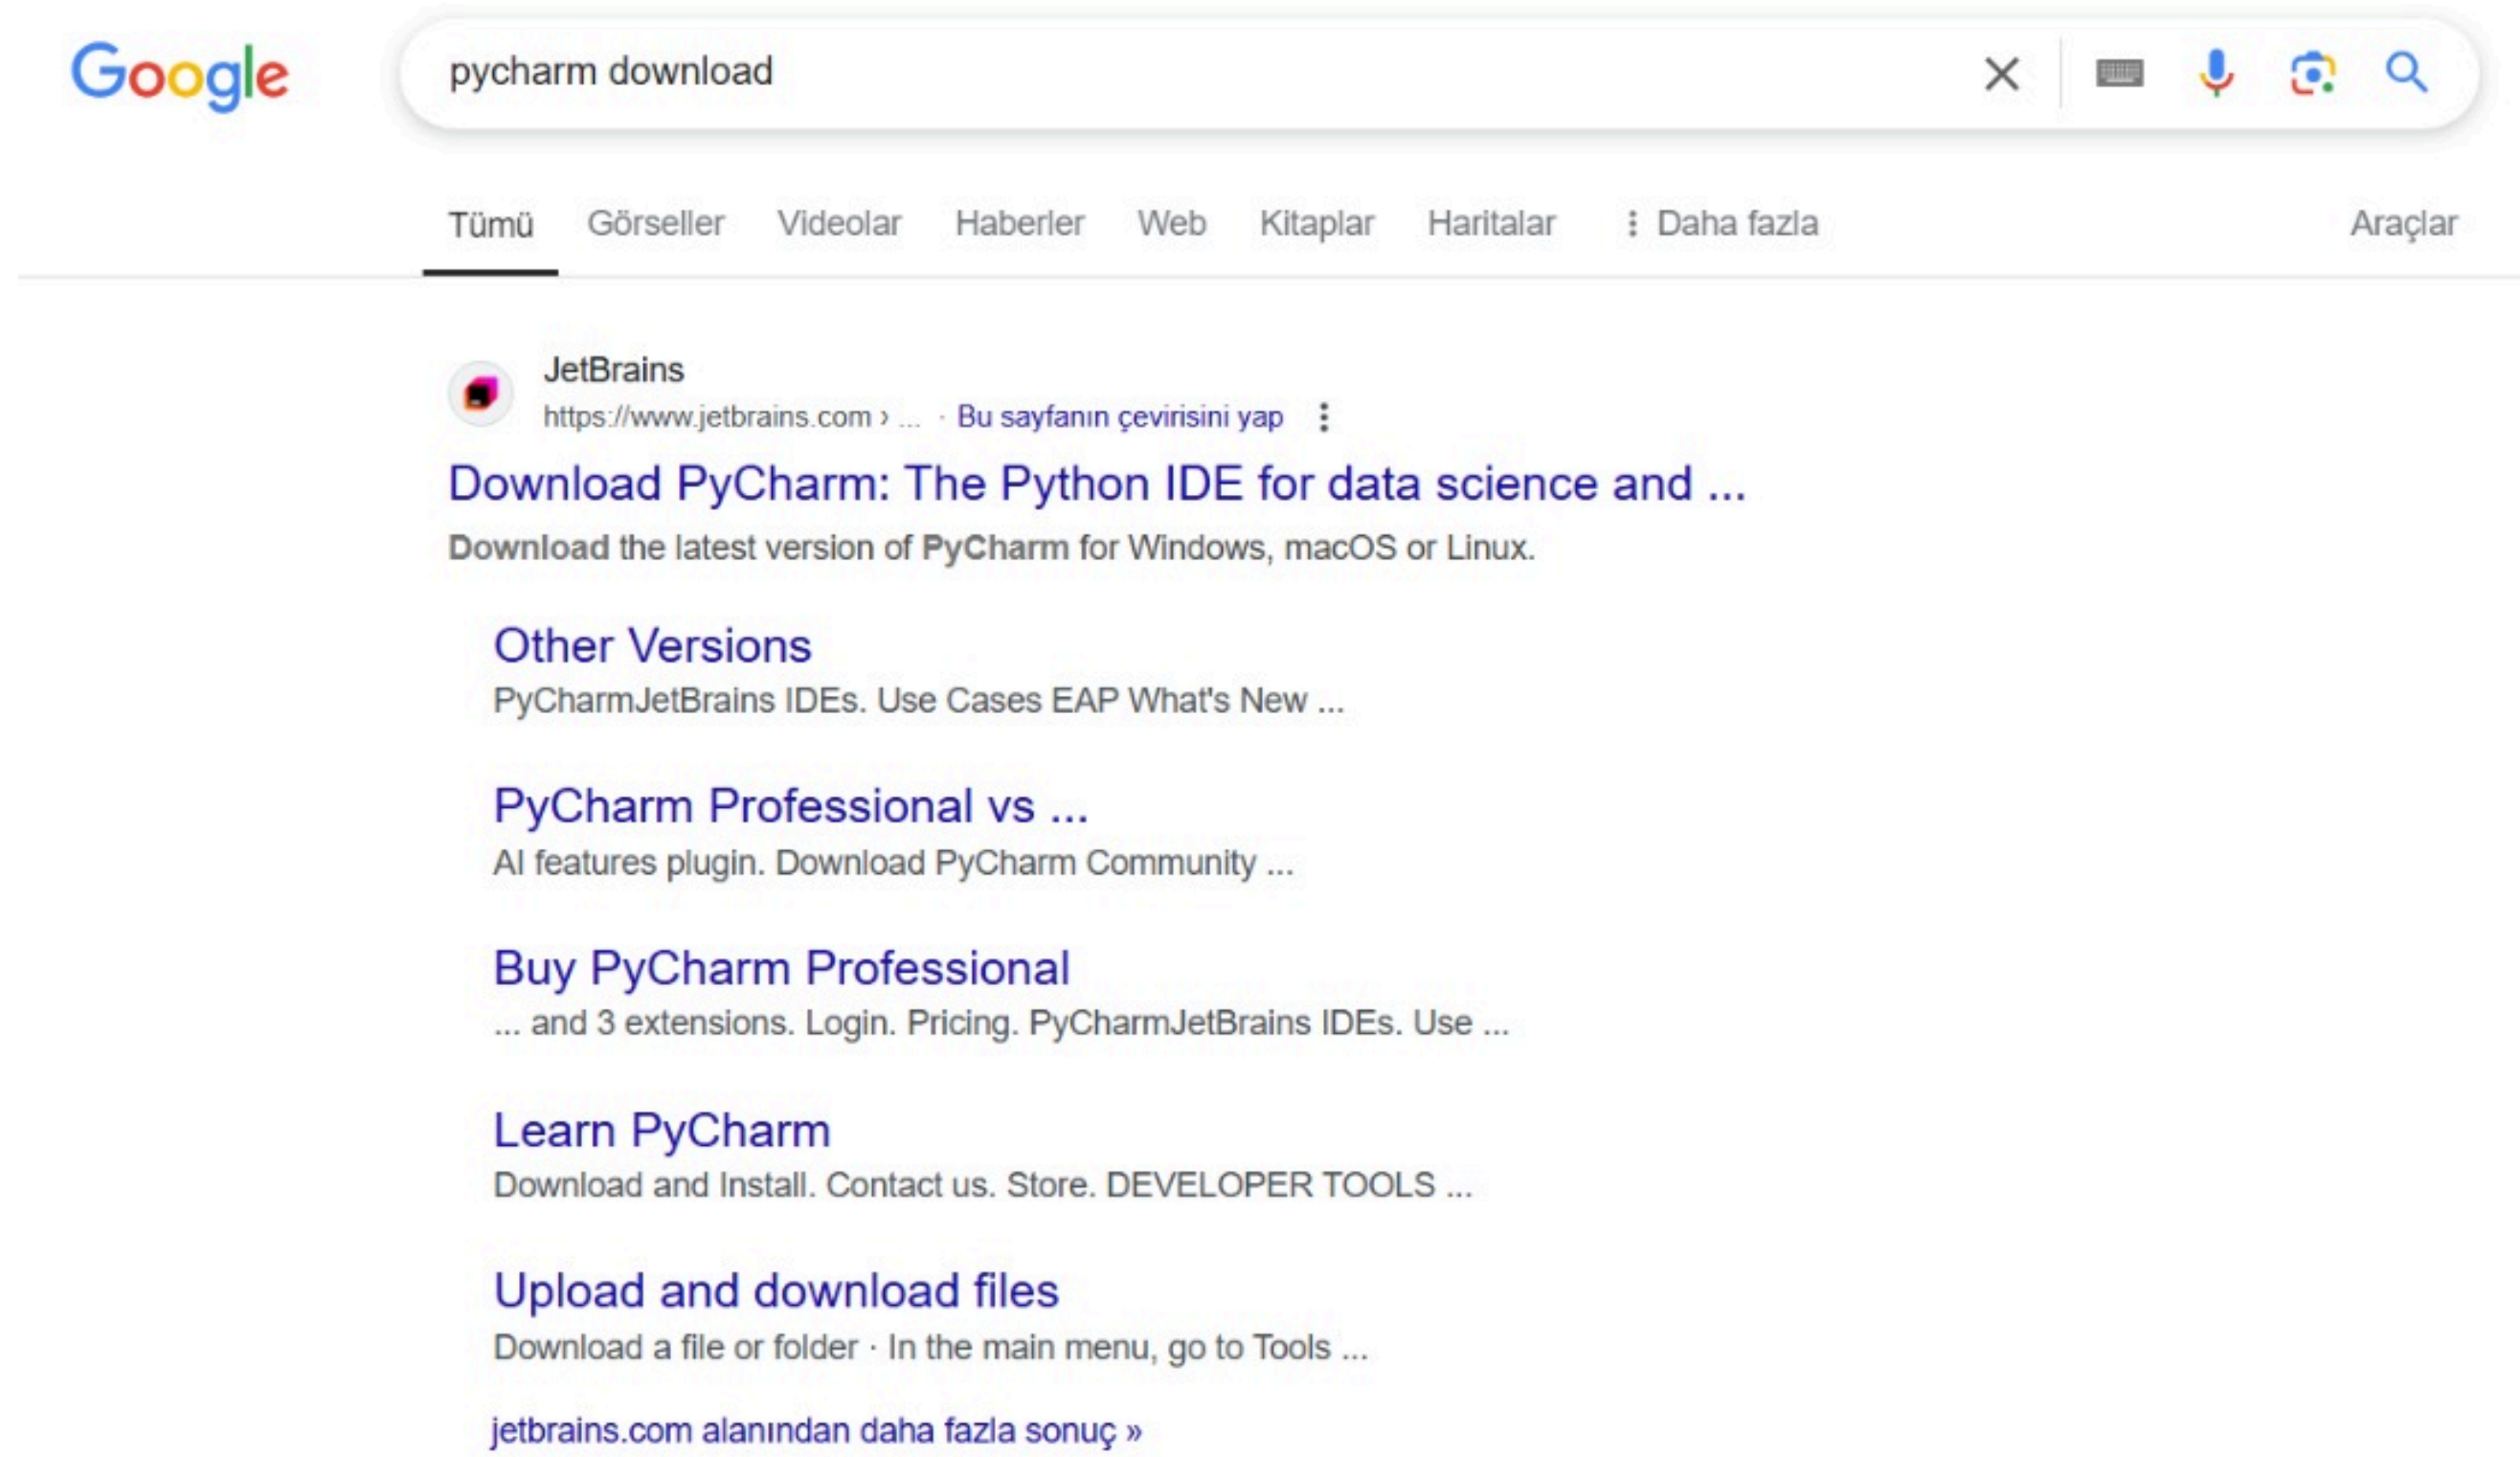 Google
pycharm download
Tümü Görseller Videolar Haberler Web Kitaplar Haritalar Daha fazla Araçlar
JetBrains
https://www.jetbrains.com › ... · Bu sayfanın çevirisini yap
Download PyCharm: The Python IDE for data science and ...
Download the latest version of PyCharm for Windows, macOS or Linux.
Other Versions
PyCharmJetBrains IDEs. Use Cases EAP What's New ...
PyCharm Professional vs ...
AI features plugin. Download PyCharm Community ...
Buy PyCharm Professional
... and 3 extensions. Login. Pricing. PyCharmJetBrains IDEs. Use ...
Learn PyCharm
Download and Install. Contact us. Store. DEVELOPER TOOLS ...
Upload and download files
Download a file or folder · In the main menu, go to Tools ...
jetbrains.com alanından daha fazla sonuç »